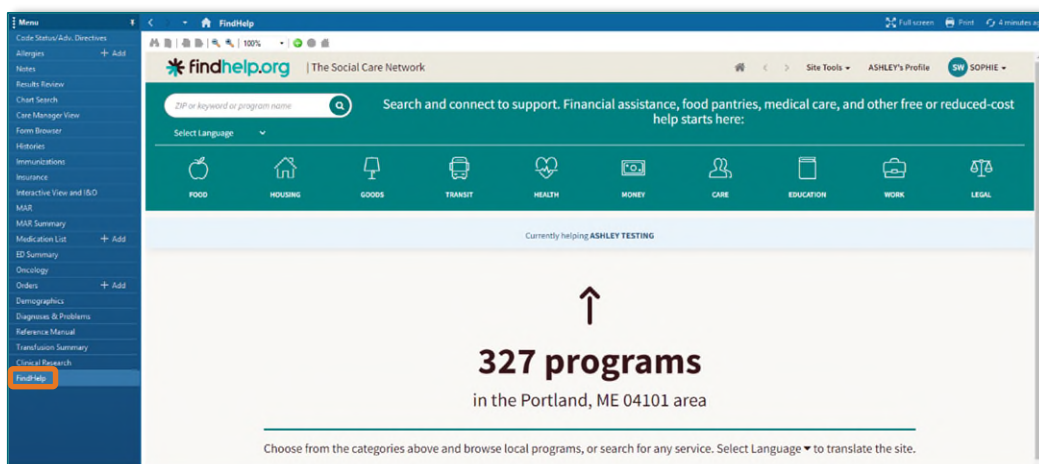 Menu
FindHelp
Full screen Print 4 minutes ag
Code Status/Adv. Directives
Allergies + Add
Notes
Results Review
Chart Search
Care Manager View
Form Browser
Histories
Immunizations
Insurance
Interactive View and I&O
MAR
MAR Summary
Medication List + Add
ED Summary
Oncology
Orders + Add
Demographics
Diagnoses & Problems
Reference Manual
Transfusion Summary
Clinical Research
FindHelp
100%
findhelp.org | The Social Care Network
Site Tools ASHLEY's Profile SW SOPHIE
ZIP or keyword or program name
Select Language
Search and connect to support. Financial assistance, food pantries, medical care, and other free or reduced-cost
help starts here:
FOOD HOUSING GOODS TRANSIT HEALTH MONEY CARE EDUCATION WORK LEGAL
Currently helping ASHLEY TESTING
327 programs
in the Portland, ME 04101 area
Choose from the categories above and browse local programs, or search for any service. Select Language to translate the site.